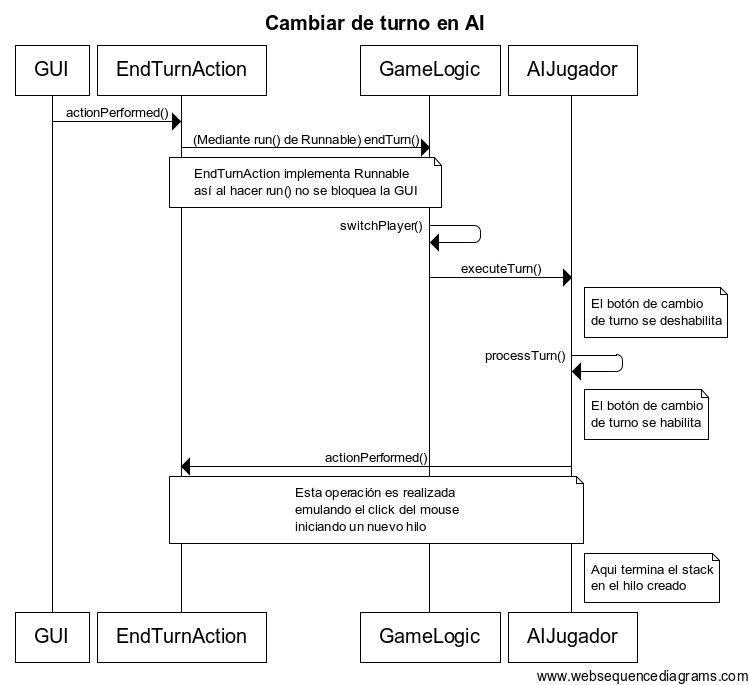 Cambiar de turno en AI
GUI
EndTurnAction
GameLogic
AIJugador
actionPerformed()
(Mediante run() de Runnable) endTurn()
EndTurnAction implementa Runnable
así al hacer run() no se bloquea la GUI
switchPlayer()
executeTurn()
El botón de cambio
de turno se deshabilita
processTurn()
El botón de cambio
de turno se habilita
actionPerformed()
Esta operación es realizada
emulando el click del mouse
iniciando un nuevo hilo
Aqui termina el stack
en el hilo creado
GUI
EndTurnAction
GameLogic
AIJugador
www.websequencediagrams.com